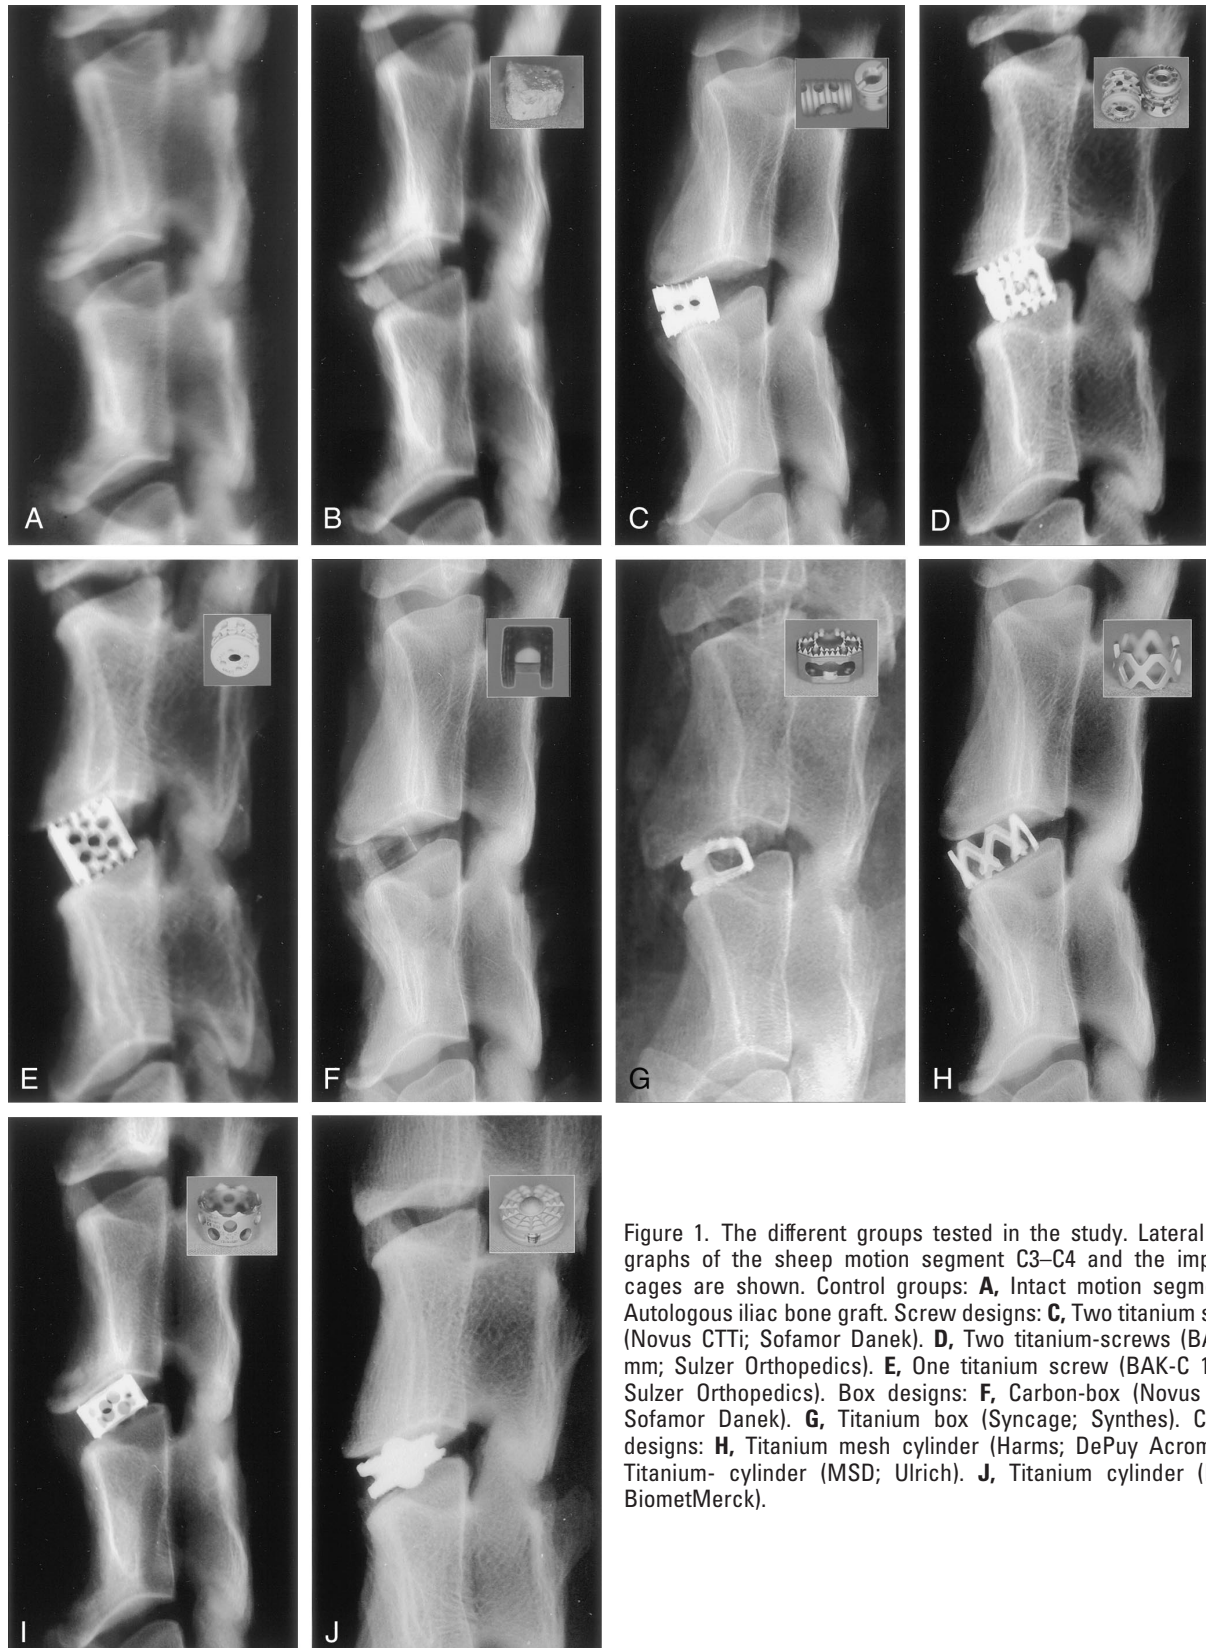 A
B
C
D
E
F
G
H
I
J
Figure 1. The different groups tested in the study. Lateral
graphs of the sheep motion segment C3–C4 and the imp
cages are shown. Control groups: A, Intact motion segm
Autologous iliac bone graft. Screw designs: C, Two titanium s
(Novus CTTi; Sofamor Danek). D, Two titanium-screws (BA
mm; Sulzer Orthopedics). E, One titanium screw (BAK-C 1
Sulzer Orthopedics). Box designs: F, Carbon-box (Novus
Sofamor Danek). G, Titanium box (Syncage; Synthes). C
designs: H, Titanium mesh cylinder (Harms; DePuy Acrom
Titanium- cylinder (MSD; Ulrich). J, Titanium cylinder (
BiometMerck).